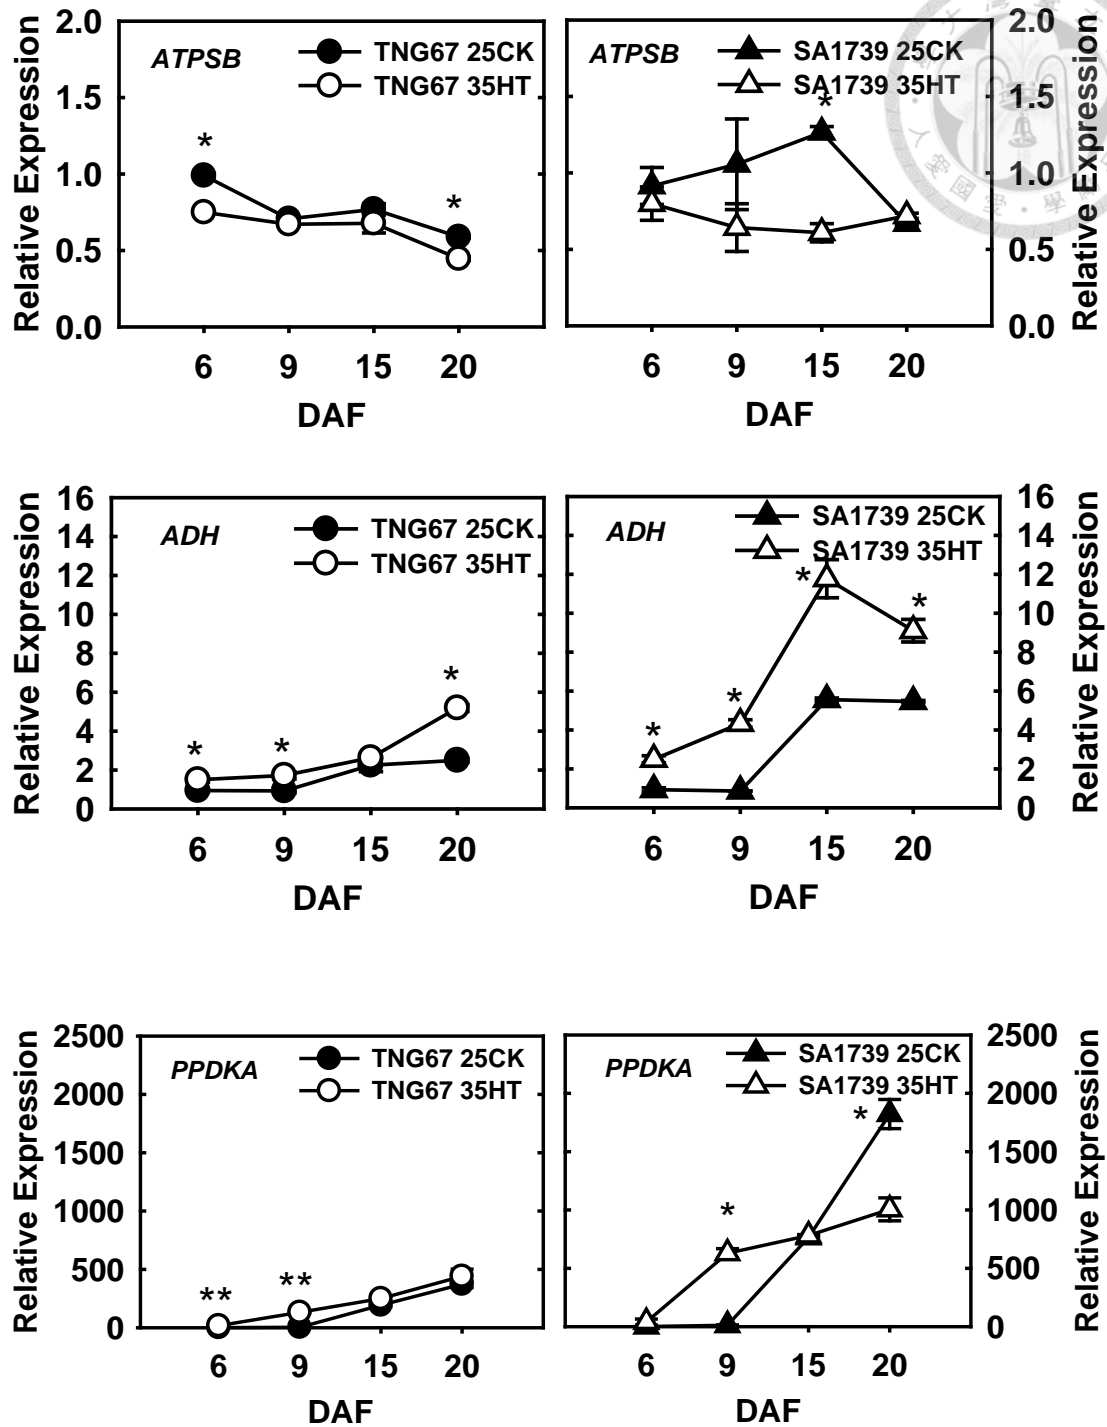 ATPSB
TNG67 25CK
TNG67 35HT
*
*
2.0
1.5
1.0
0.5
0.0
Relative Expression
6 9 15 20
DAF
ATPSB
SA1739 25CK
SA1739 35HT
*
2.0
1.5
1.0
0.5
0.0
Relative Expression
6 9 15 20
DAF
ADH
TNG67 25CK
TNG67 35HT
*
*
*
16
14
12
10
8
6
4
2
0
Relative Expression
6 9 15 20
DAF
ADH
SA1739 25CK
SA1739 35HT
*
*
*
*
16
14
12
10
8
6
4
2
0
Relative Expression
6 9 15 20
DAF
PPDKA
TNG67 25CK
TNG67 35HT
**
**
2500
2000
1500
1000
500
0
Relative Expression
6 9 15 20
DAF
PPDKA
SA1739 25CK
SA1739 35HT
*
*
2500
2000
1500
1000
500
0
Relative Expression
6 9 15 20
DAF